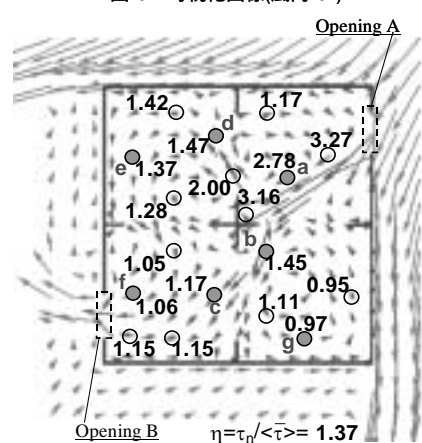 Opening A
1.42
1.17
d
1.47
3.27
e
1.37
2.78
a
2.00
3.16
1.28
b
1.05
1.45
f
1.17
0.95
1.06
c
1.11
0.97
1.15
1.15
g
Opening B
η=τn/<τ̄>= 1.37